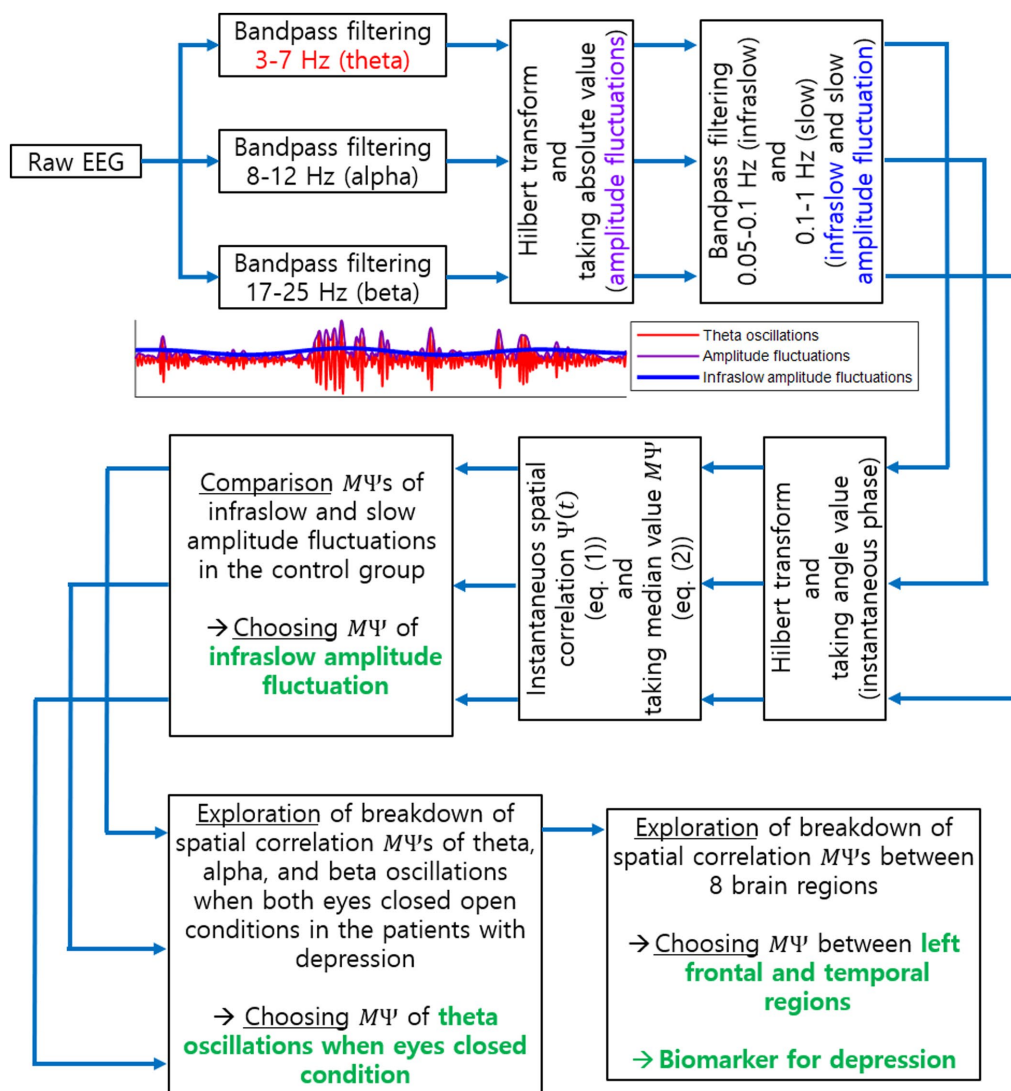 Raw EEG
Bandpass filtering
3-7 Hz (theta)
Bandpass filtering
8-12 Hz (alpha)
Bandpass filtering
17-25 Hz (beta)
Hilbert transform
and
taking absolute value
(amplitude fluctuations)
Bandpass filtering
0.05-0.1 Hz (infraslow)
and
0.1-1 Hz (slow)
(infraslow and slow
amplitude fluctuation)
Theta oscillations
Amplitude fluctuations
Infraslow amplitude fluctuations
Hilbert transform
and
taking angle value
(instantaneous phase)
Instantaneuos spatial
correlation Ψ(t)
(eq. (1))
and
taking median value MΨ
(eq. (2))
Comparison MΨs of
infraslow and slow
amplitude fluctuations
in the control group
→ Choosing MΨ of
infraslow amplitude
fluctuation
Exploration of breakdown of
spatial correlation MΨs of theta,
alpha, and beta oscillations
when both eyes closed open
conditions in the patients with
depression
→ Choosing MΨ of theta
oscillations when eyes closed
condition
Exploration of breakdown of
spatial correlation MΨs between
8 brain regions
→ Choosing MΨ between left
frontal and temporal
regions
→ Biomarker for depression